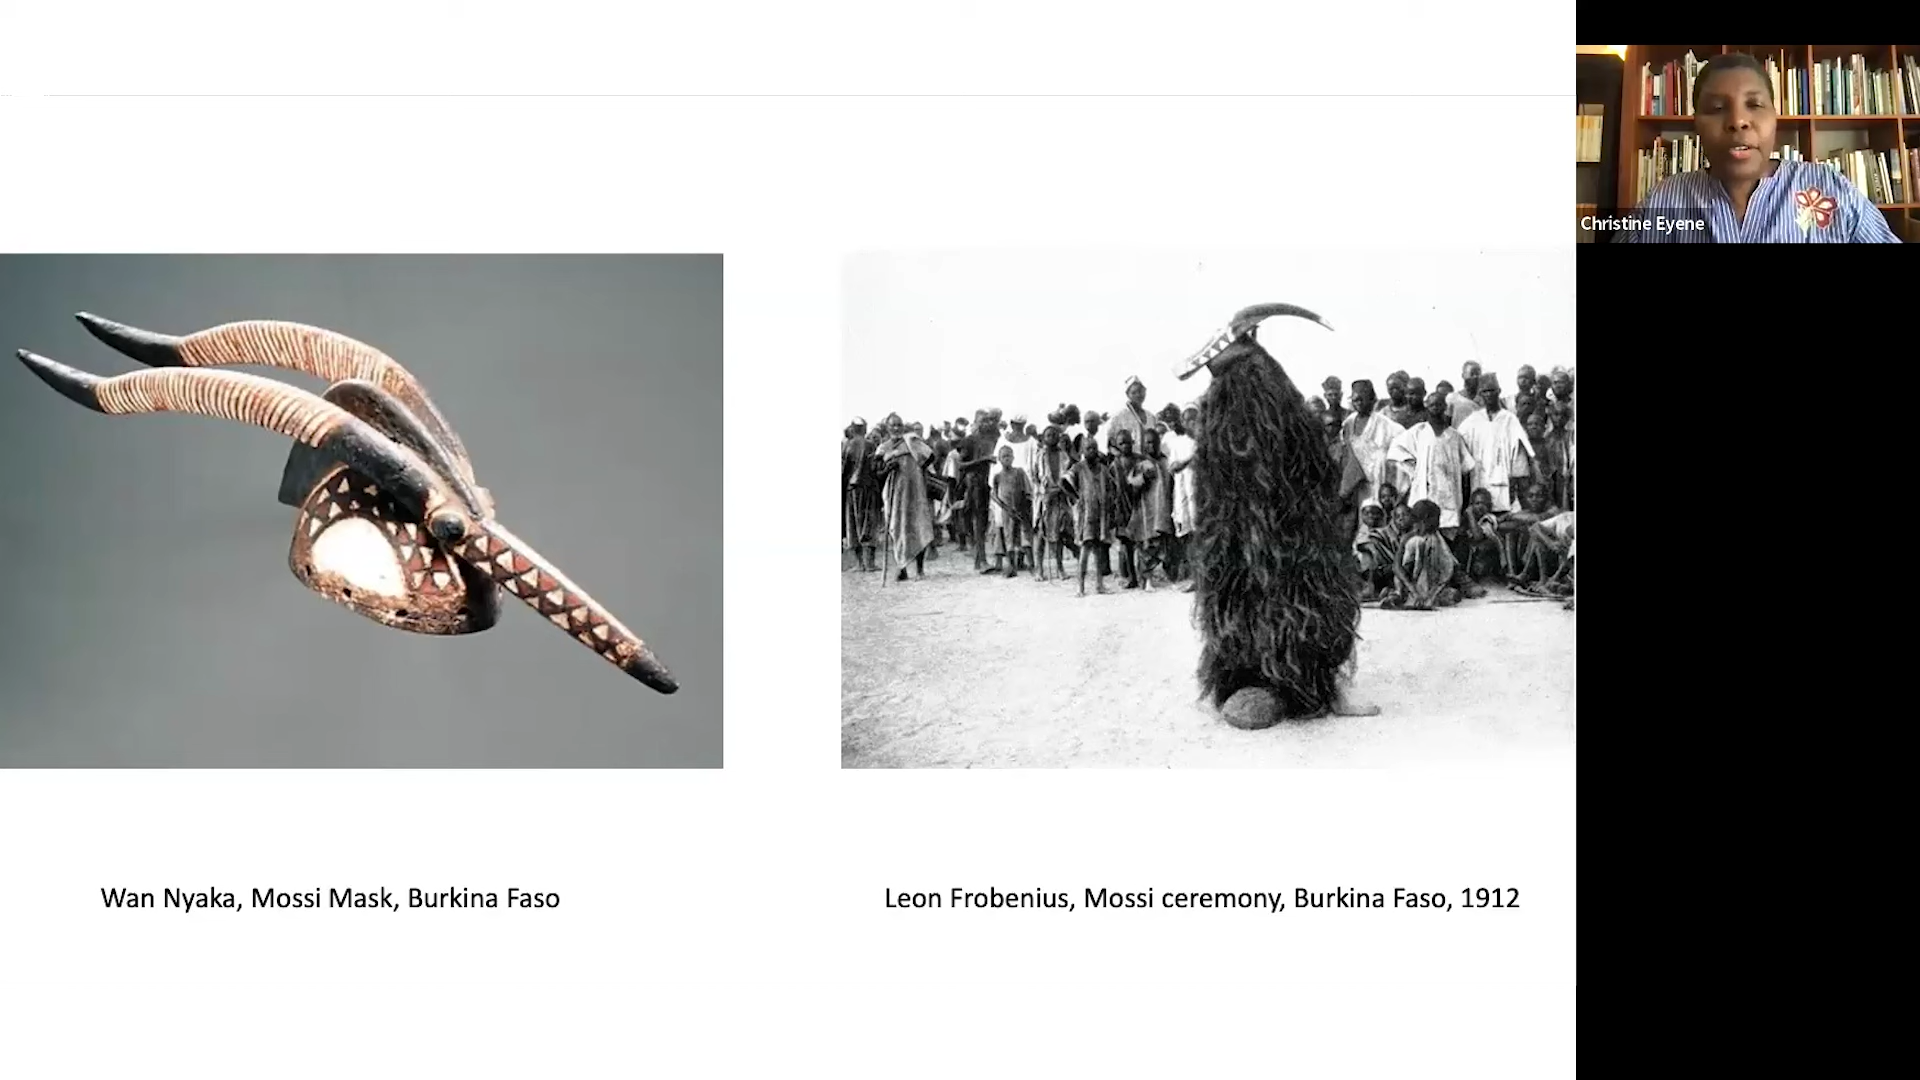 Christine Eyene
Wan Nyaka, Mossi Mask, Burkina Faso
Leon Frobenius, Mossi ceremony, Burkina Faso, 1912